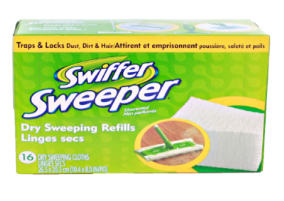 Traps & Locks Dust, Dirt & Hair/Attirent et emprisonnent poussière, saleté et poils
Swiffer
Sweeper
Unscented
Non parfumés
Dry Sweeping Refills
Linges secs
16 DRY SWEEPING CLOTHS
LINGES SECS